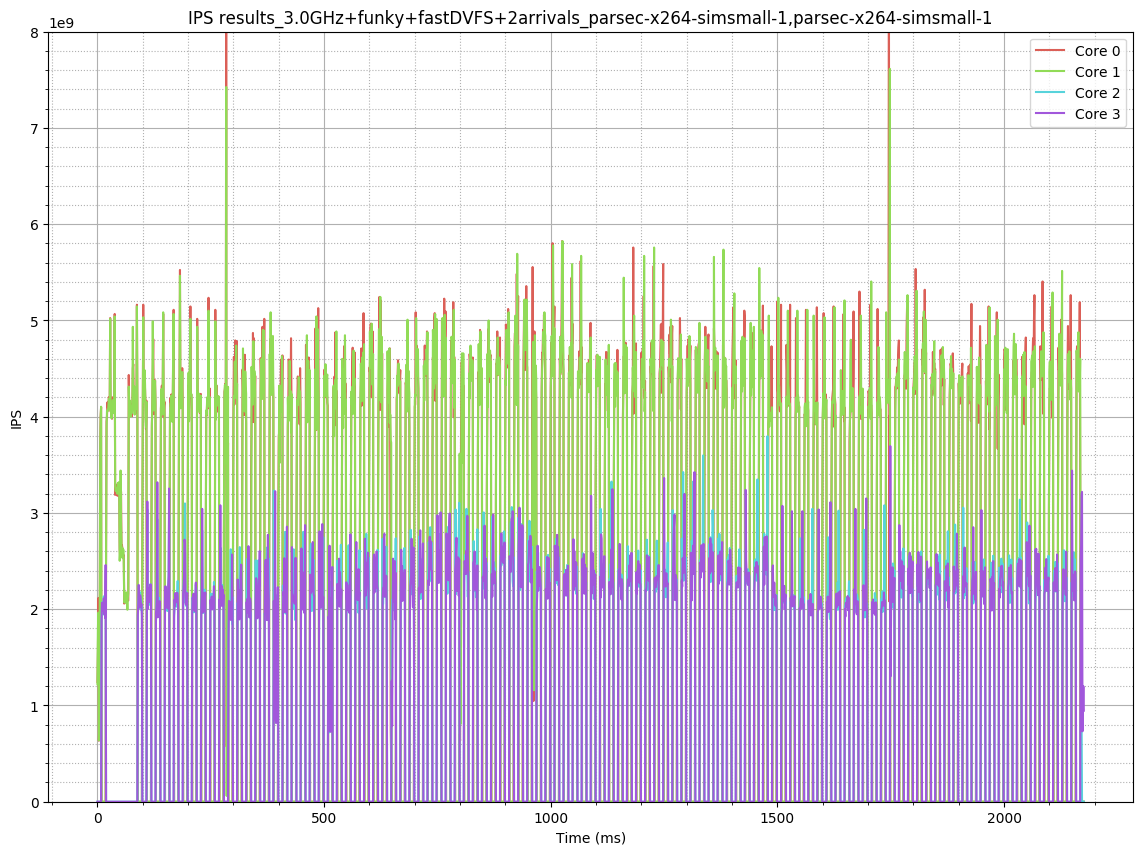 IPS results_3.0GHz+funky+fastDVFS+2arrivals_parsec-x264-simsmall-1,parsec-x264-simsmall-1
1e9
8
7
6
5
4
3
2
1
0
IPS
0
500
1000
1500
2000
Time (ms)
Core 0
Core 1
Core 2
Core 3